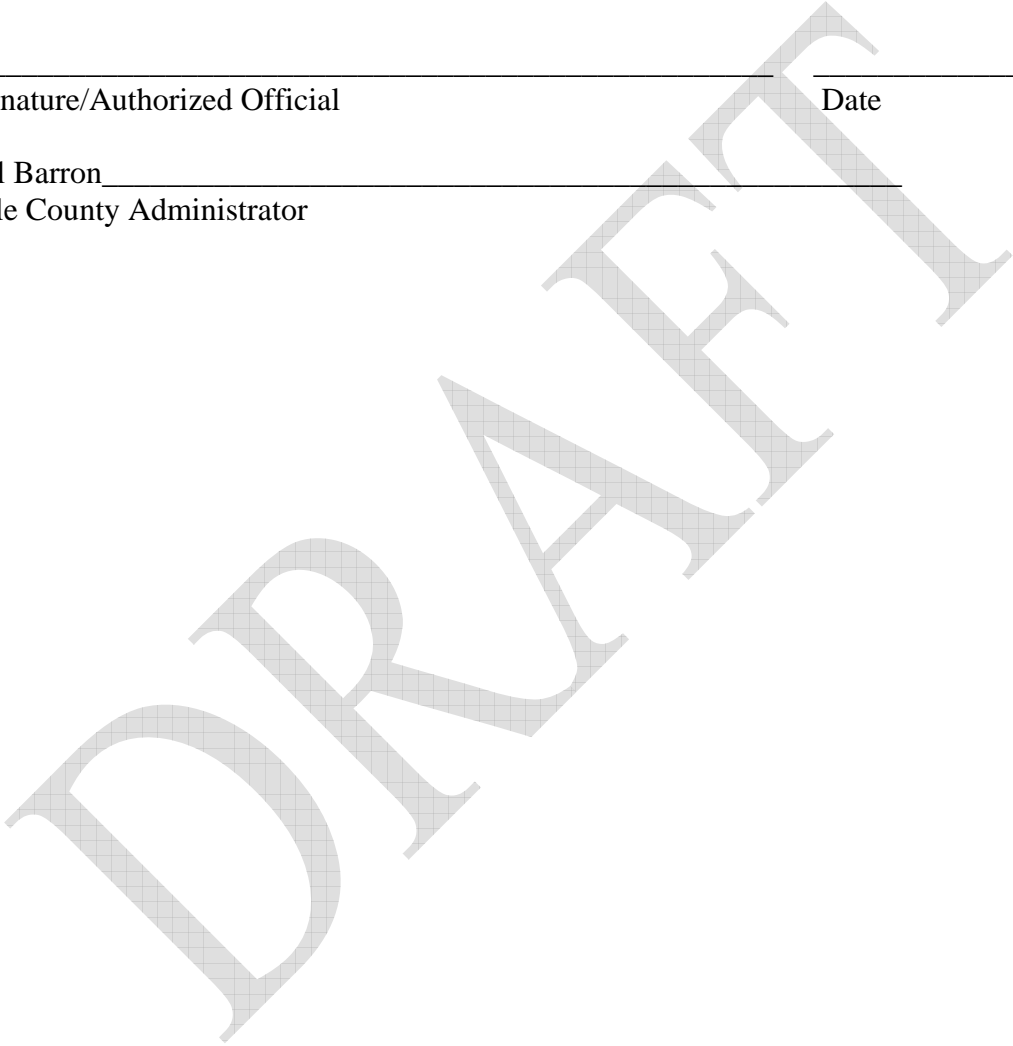 nature/Authorized Official Date
l Barron
le County Administrator
DRAFT